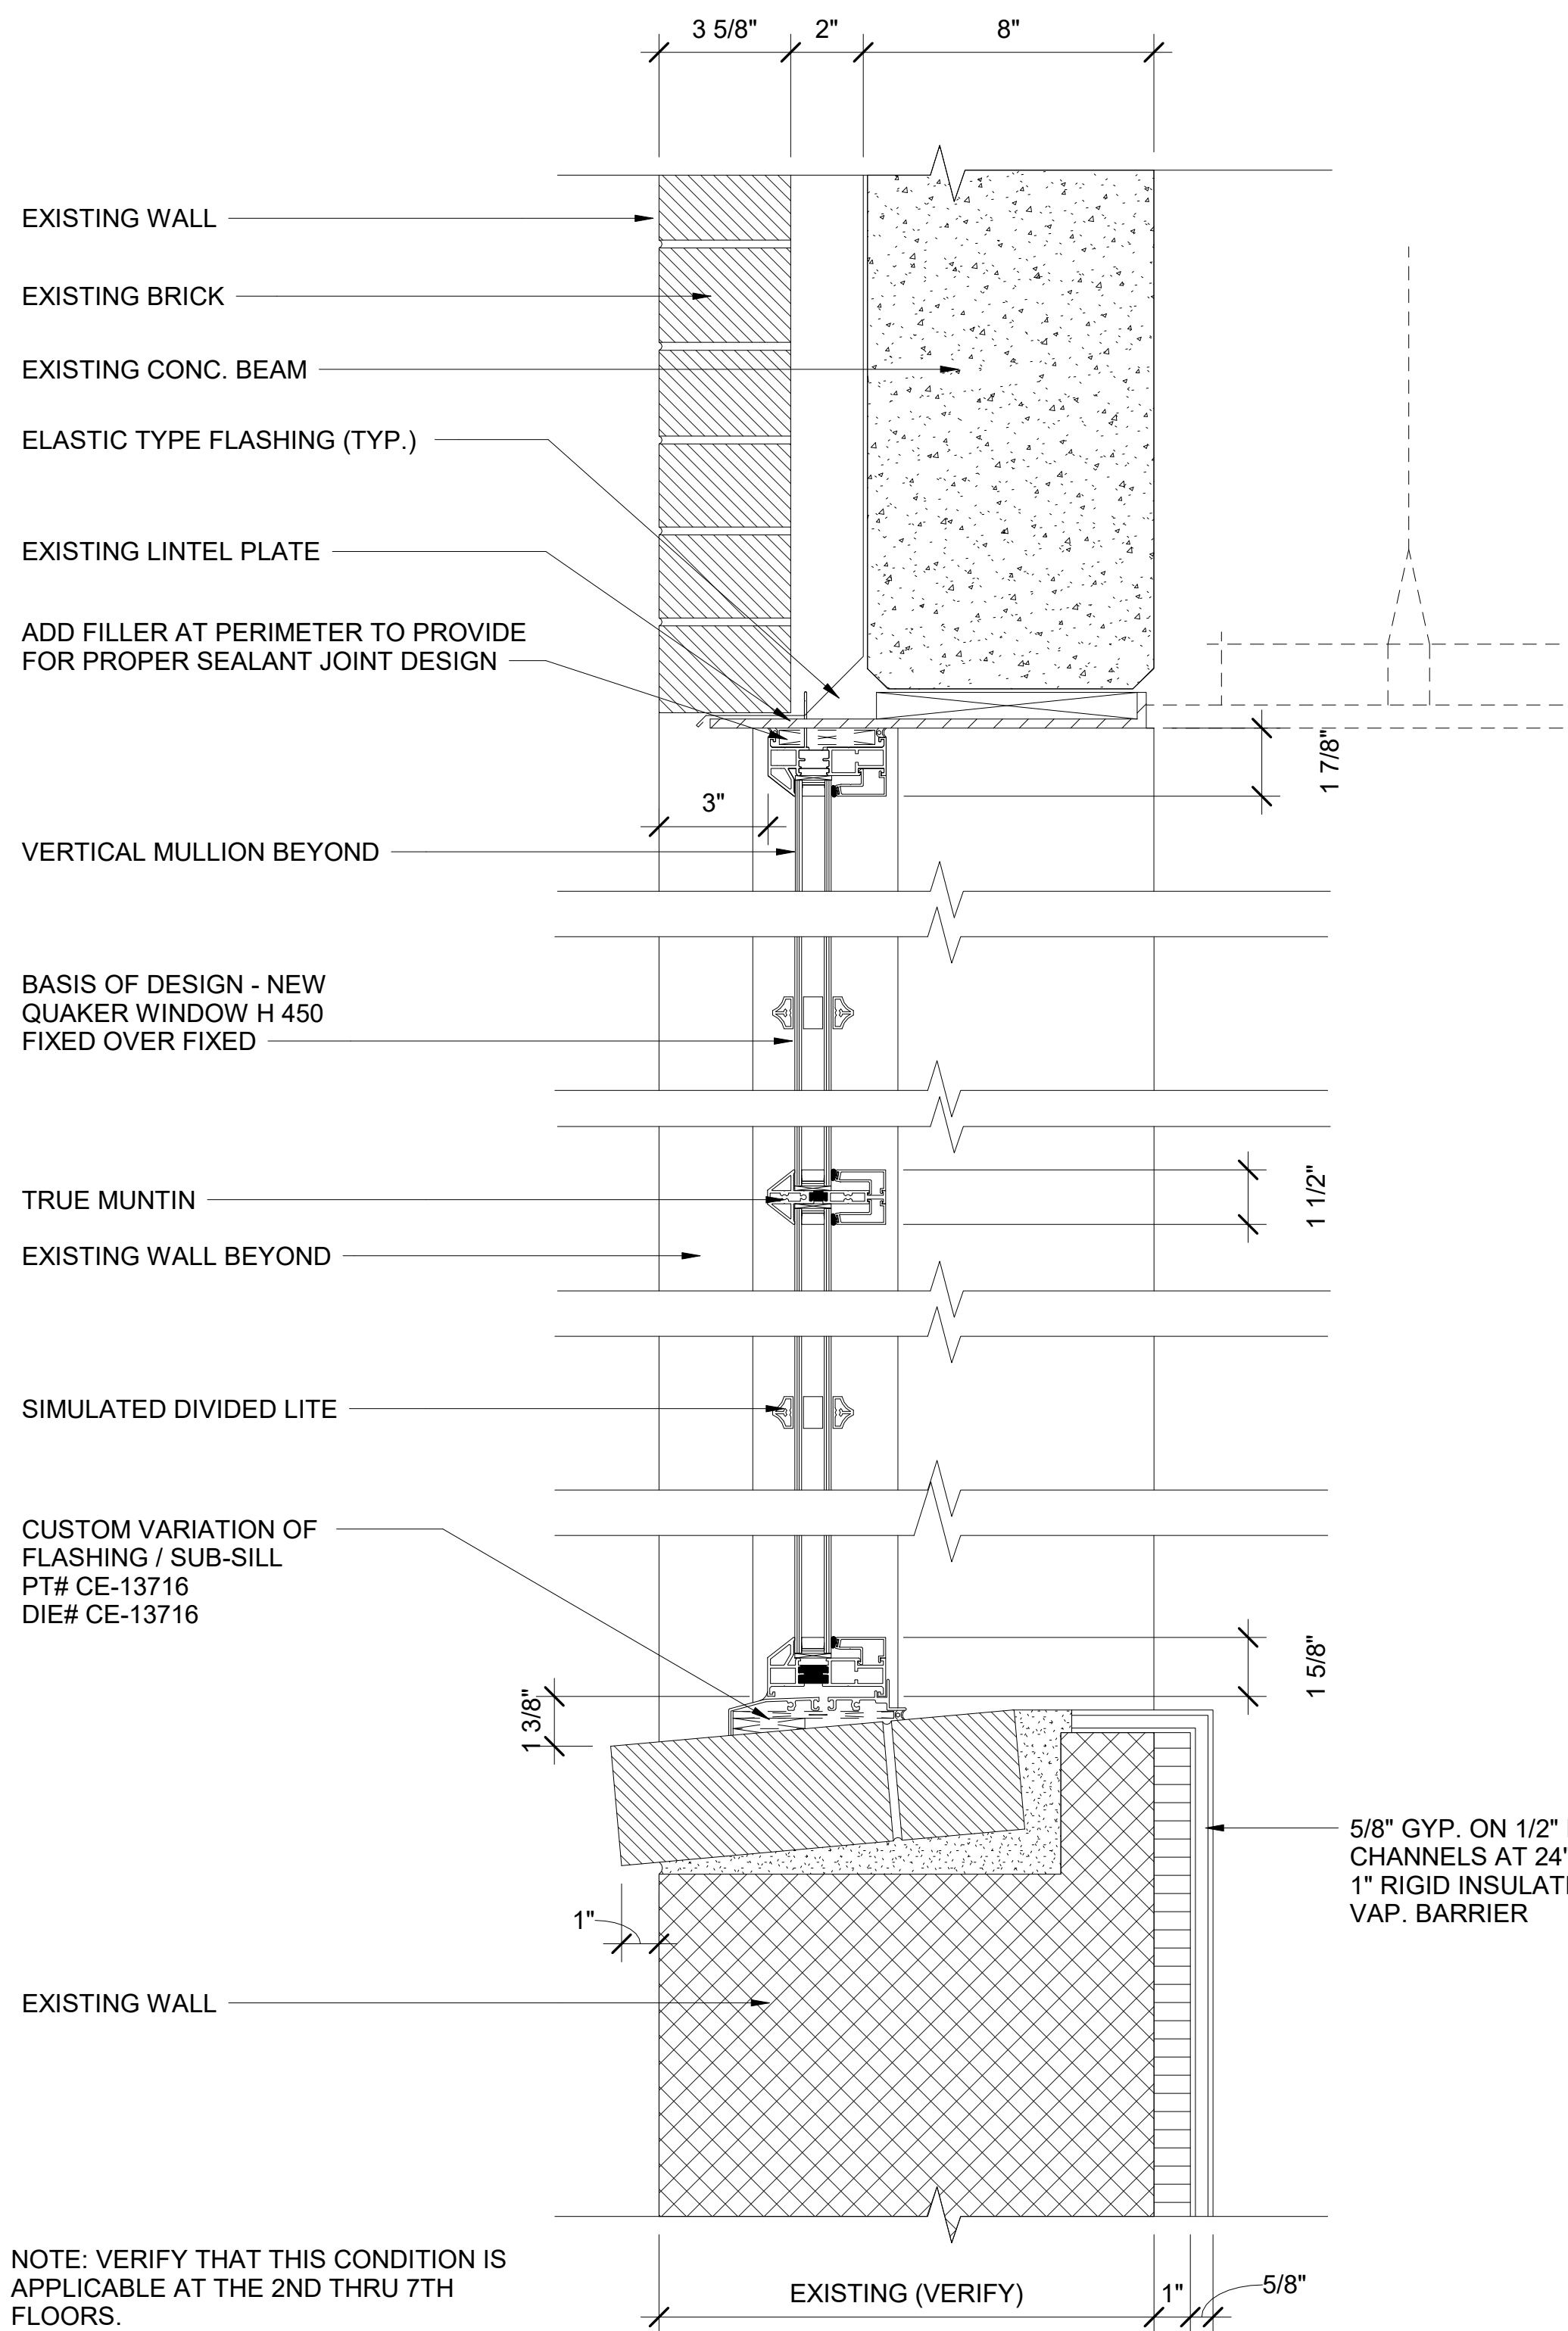 3 5/8"
2"
8"
EXISTING WALL
EXISTING BRICK
EXISTING CONC. BEAM
ELASTIC TYPE FLASHING (TYP.)
EXISTING LINTEL PLATE
ADD FILLER AT PERIMETER TO PROVIDE
FOR PROPER SEALANT JOINT DESIGN
1 7/8"
3"
VERTICAL MULLION BEYOND
BASIS OF DESIGN - NEW
QUAKER WINDOW H 450
FIXED OVER FIXED
TRUE MUNTIN
1 1/2"
EXISTING WALL BEYOND
SIMULATED DIVIDED LITE
CUSTOM VARIATION OF
FLASHING / SUB-SILL
PT# CE-13716
DIE# CE-13716
1 5/8"
1 3/8"
5/8" GYP. ON 1/2"
CHANNELS AT 24"
1" RIGID
VAP. BARRIER
1"
EXISTING WALL
NOTE: VERIFY THAT THIS CONDITION IS
APPLICABLE AT THE 2ND THRU 7TH
FLOORS.
EXISTING (VERIFY)
1"
5/8"